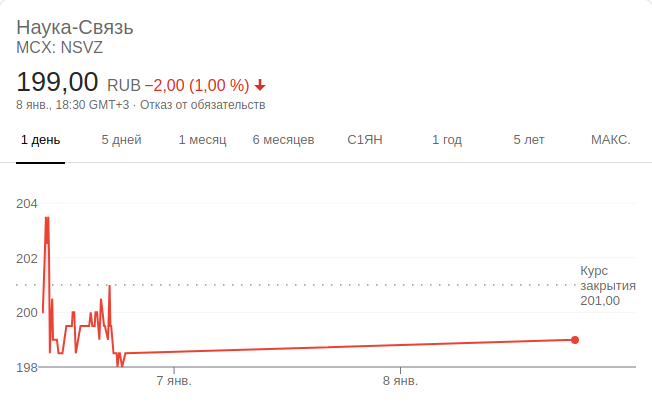 Наука-Связь
MCX: NSVZ
199,00 RUB −2,00 (1,00 %)
8 янв., 18:30 GMT+3 · Отказ от обязательств
1 день 5 дней 1 месяц 6 месяцев С1ЯН 1 год 5 лет МАКС.
204
202
Курс
закрытия
201,00
200
198
7 янв. 8 янв.